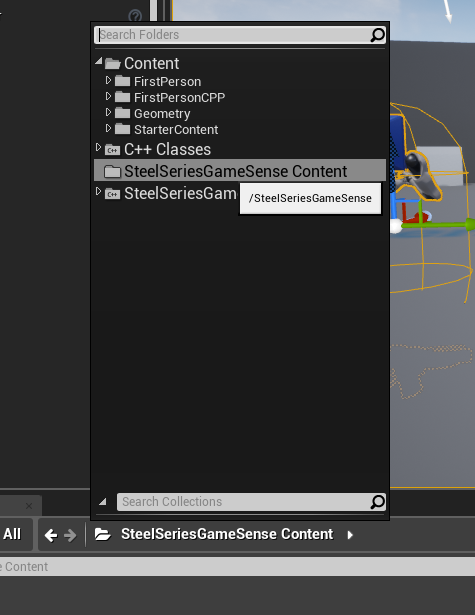 Search Folders
Content
FirstPerson
FirstPersonCPP
Geometry
StarterContent
C++ Classes
SteelSeriesGameSense Content
SteelSeriesGam
/SteelSeriesGameSense
Search Collections
All
SteelSeriesGameSense Content
Content